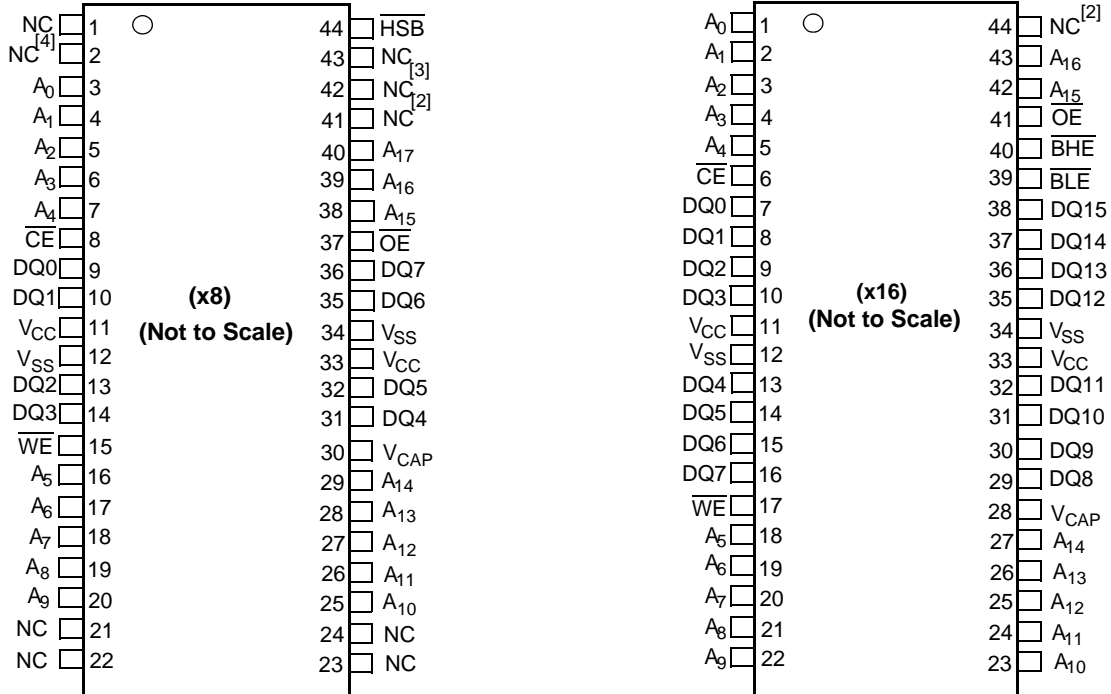 NC 1 44 HSB
NC[4] 2 43 NC
A0 3 42 NC[3]
A1 4 41 NC[2]
A2 5 40 A17
A3 6 39 A16
A4 7 38 A15
CE 8 37 OE
DQ0 9 36 DQ7
DQ1 10 35 DQ6
(x8)
(Not to Scale)
VCC 11 34 VSS
VSS 12 33 VCC
DQ2 13 32 DQ5
DQ3 14 31 DQ4
WE 15 30 VCAP
A5 16 29 A14
A6 17 28 A13
A7 18 27 A12
A8 19 26 A11
A9 20 25 A10
NC 21 24 NC
NC 22 23 NC
A0 1 44 NC[2]
A1 2 43 A16
A2 3 42 A15
A3 4 41 OE
A4 5 40 BHE
CE 6 39 BLE
DQ0 7 38 DQ15
DQ1 8 37 DQ14
DQ2 9 36 DQ13
DQ3 10 35 DQ12
(x16)
(Not to Scale)
VCC 11 34 VSS
VSS 12 33 VCC
DQ4 13 32 DQ11
DQ5 14 31 DQ10
DQ6 15 30 DQ9
DQ7 16 29 DQ8
WE 17 28 VCAP
A5 18 27 A14
A6 19 26 A13
A7 20 25 A12
A8 21 24 A11
A9 22 23 A10